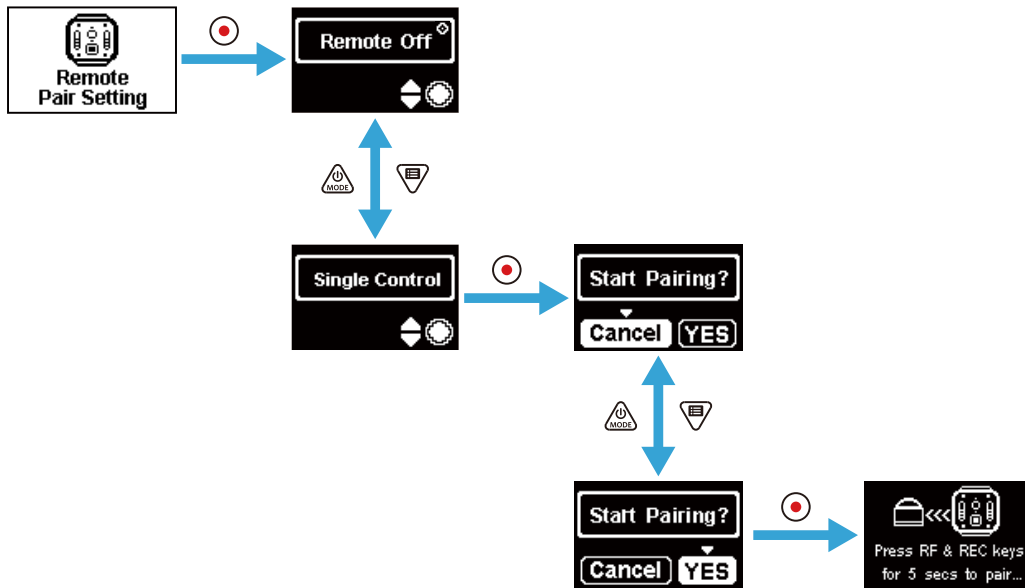 Remote
Pair Setting
Remote Off
MODE
Single Control
Start Pairing?
Cancel YES
MODE
Start Pairing?
Cancel YES
Press RF & REC keys
for 5 secs to pair...